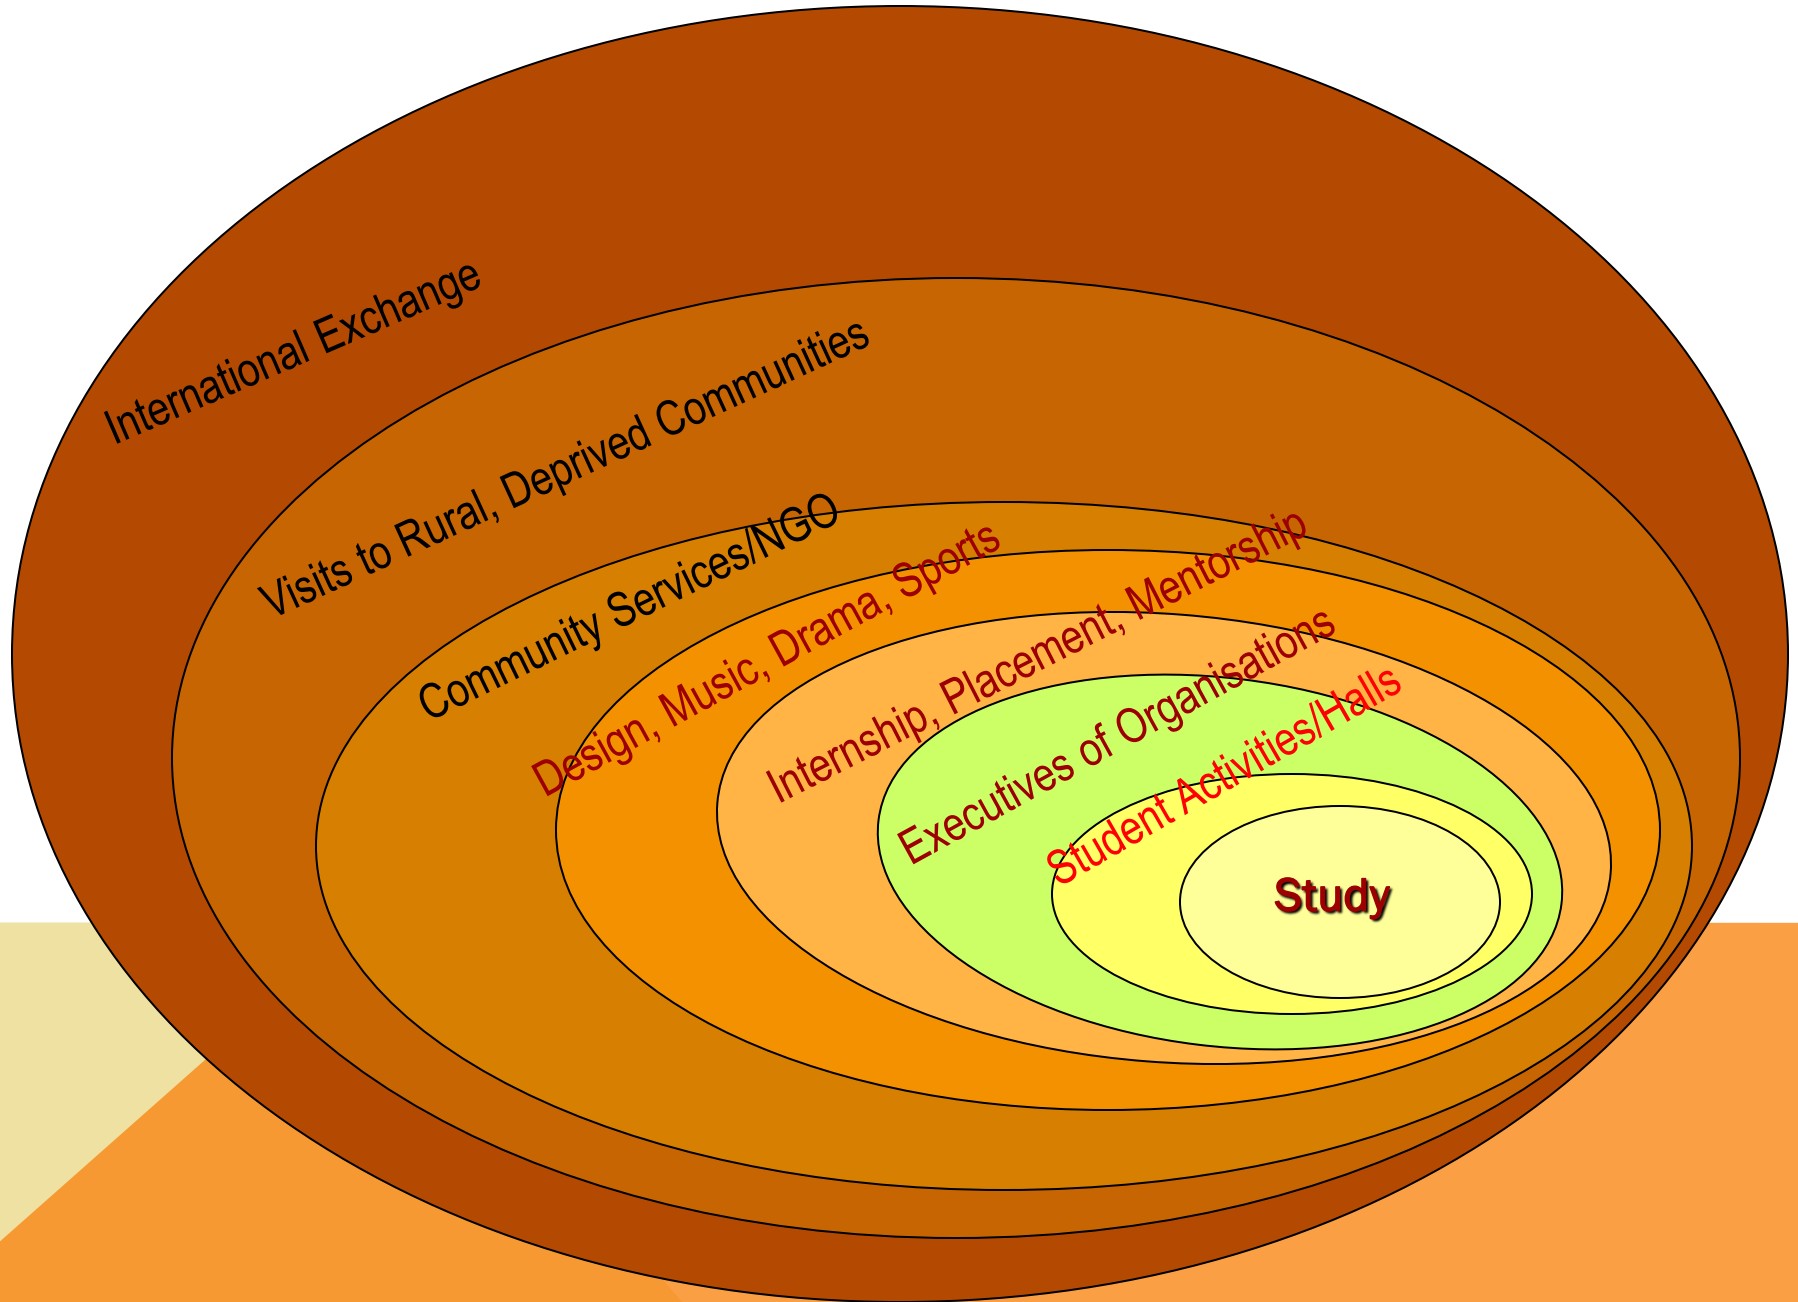 International Exchange
Visits to Rural, Deprived Communities
Community Services/NGO
Design, Music, Drama, Sports
Internship, Placement, Mentorship
Executives of Organisations
Student Activities/Halls
Study